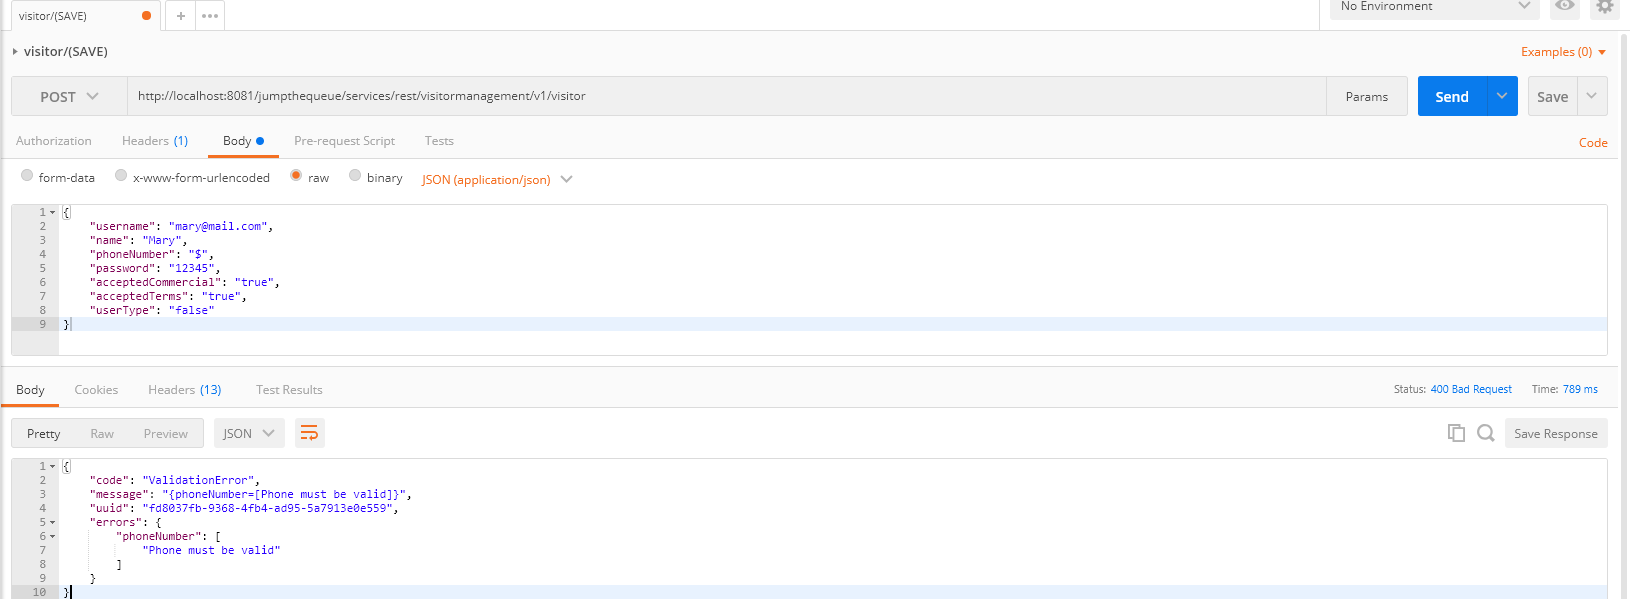 visitor/(SAVE)
+
•••
No Environment
visitor/(SAVE)
Examples (0)
POST
http://localhost:8081/jumpthequeue/services/rest/visitormanagement/v1/visitor
Params
Send
Save
Authorization
Headers (1)
Body
Pre-request Script
Tests
Code
form-data
x-www-form-urlencoded
raw
binary
JSON (application/json)
1 {
2 "username": "mary@mail.com",
3 "name": "Mary",
4 "phoneNumber": "$",
5 "password": "12345",
6 "acceptedCommercial": "true",
7 "acceptedTerms": "true",
8 "userType": "false"
9 }
Body
Cookies
Headers (13)
Test Results
Status: 400 Bad Request
Time: 789 ms
Pretty
Raw
Preview
JSON
Save Response
1 {
2 "code": "ValidationError",
3 "message": "{phoneNumber=[Phone must be valid]}",
4 "uuid": "fd8037fb-9368-4fb4-ad95-5a7913e0e559",
5 "errors": {
6 "phoneNumber": [
7 "Phone must be valid"
8 ]
9 }
10 }